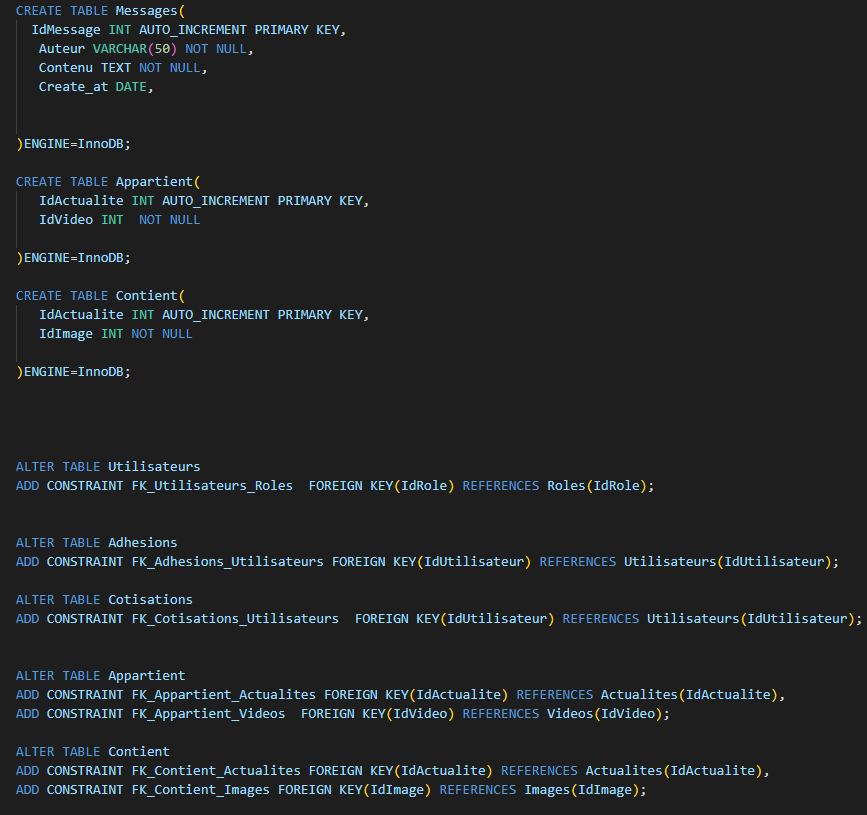 CREATE TABLE Messages(
IdMessage INT AUTO_INCREMENT PRIMARY KEY,
Auteur VARCHAR(50) NOT NULL,
Contenu TEXT NOT NULL,
Create_at DATE,
)ENGINE=InnoDB;
CREATE TABLE Appartient(
IdActualite INT AUTO_INCREMENT PRIMARY KEY,
IdVideo INT  NOT NULL
)ENGINE=InnoDB;
CREATE TABLE Contient(
IdActualite INT AUTO_INCREMENT PRIMARY KEY,
IdImage INT NOT NULL
)ENGINE=InnoDB;
ALTER TABLE Utilisateurs
ADD CONSTRAINT FK_Utilisateurs_Roles  FOREIGN KEY(IdRole) REFERENCES Roles(IdRole);
ALTER TABLE Adhesions
ADD CONSTRAINT FK_Adhesions_Utilisateurs FOREIGN KEY(IdUtilisateur) REFERENCES Utilisateurs(IdUtilisateur);
ALTER TABLE Cotisations
ADD CONSTRAINT FK_Cotisations_Utilisateurs  FOREIGN KEY(IdUtilisateur) REFERENCES Utilisateurs(IdUtilisateur);
ALTER TABLE Appartient
ADD CONSTRAINT FK_Appartient_Actualites FOREIGN KEY(IdActualite) REFERENCES Actualites(IdActualite),
ADD CONSTRAINT FK_Appartient_Videos  FOREIGN KEY(IdVideo) REFERENCES Videos(IdVideo);
ALTER TABLE Contient
ADD CONSTRAINT FK_Contient_Actualites FOREIGN KEY(IdActualite) REFERENCES Actualites(IdActualite),
ADD CONSTRAINT FK_Contient_Images FOREIGN KEY(IdImage) REFERENCES Images(IdImage);